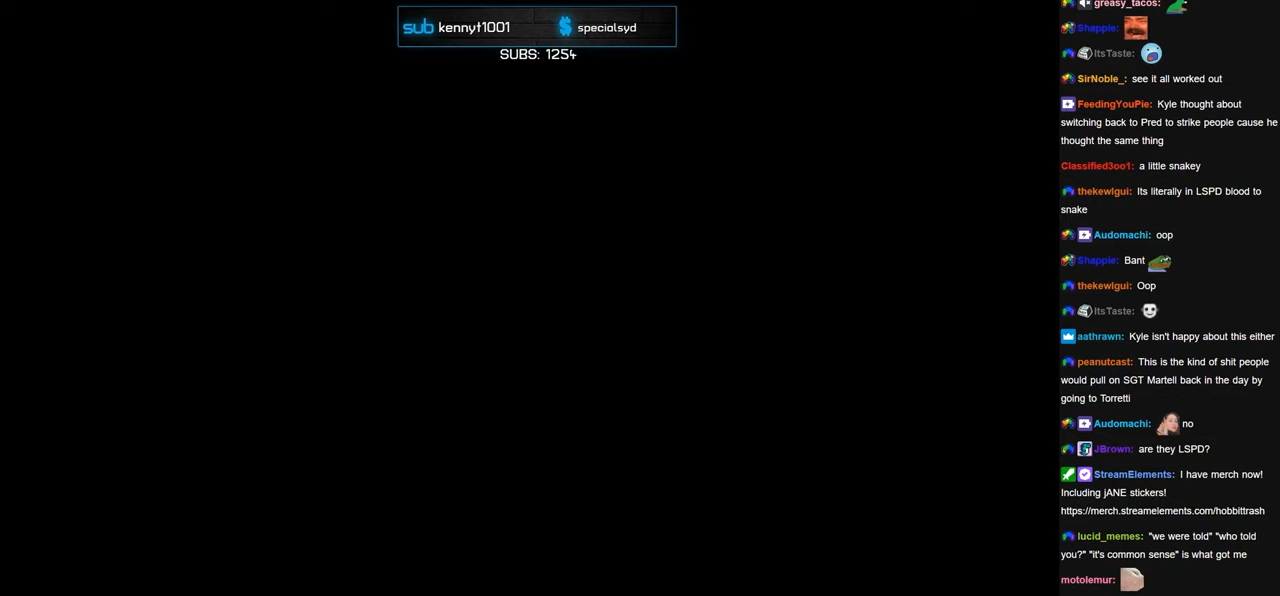 sub kennyt1001 $ specialsyd
SUBS: 1254
greasy_tacos:
Shappie:
ItsTaste:
SirNoble_: see it all worked out
FeedingYouPie: Kyle thought about
switching back to Pred to strike people cause he
thought the same thing
Classified3oo1: a little snakey
thekewlgui: Its literally in LSPD blood to
snake
Audomachi: oop
Shappie: Bant
thekewlgui: Oop
ItsTaste:
aathrawn: Kyle isn't happy about this either
peanutcast: This is the kind of shit people
would pull on SGT Martell back in the day by
going to Torretti
Audomachi: no
JBrown: are they LSPD?
StreamElements: I have merch now!
Including jANE stickers!
https://merch.streamelements.com/hobbittrash
lucid_memes: "we were told" "who told
you?" "it's common sense" is what got me
motolemur: